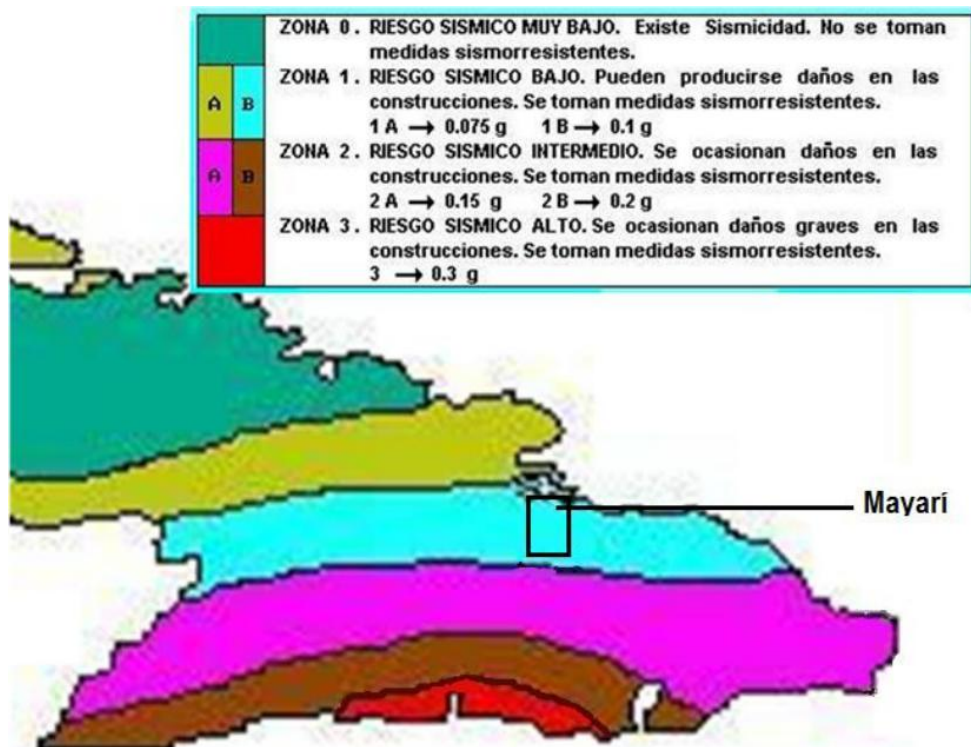 ZONA 0. RIESGO SISMICO MUY BAJO. Existe Sismicidad. No se toman
medidas sismorresistentes.
ZONA 1. RIESGO SISMICO BAJO. Pueden producirse daños en las
construcciones. Se toman medidas sismorresistentes.
A B
1 A → 0.075 g 1 B → 0.1 g
ZONA 2. RIESGO SISMICO INTERMEDIO. Se ocasionan daños en las
construcciones. Se toman medidas sismorresistentes.
A B
2 A → 0.15 g 2 B → 0.2 g
ZONA 3. RIESGO SISMICO ALTO. Se ocasionan daños graves en las
construcciones. Se toman medidas sismorresistentes.
3 → 0.3 g
Mayarí